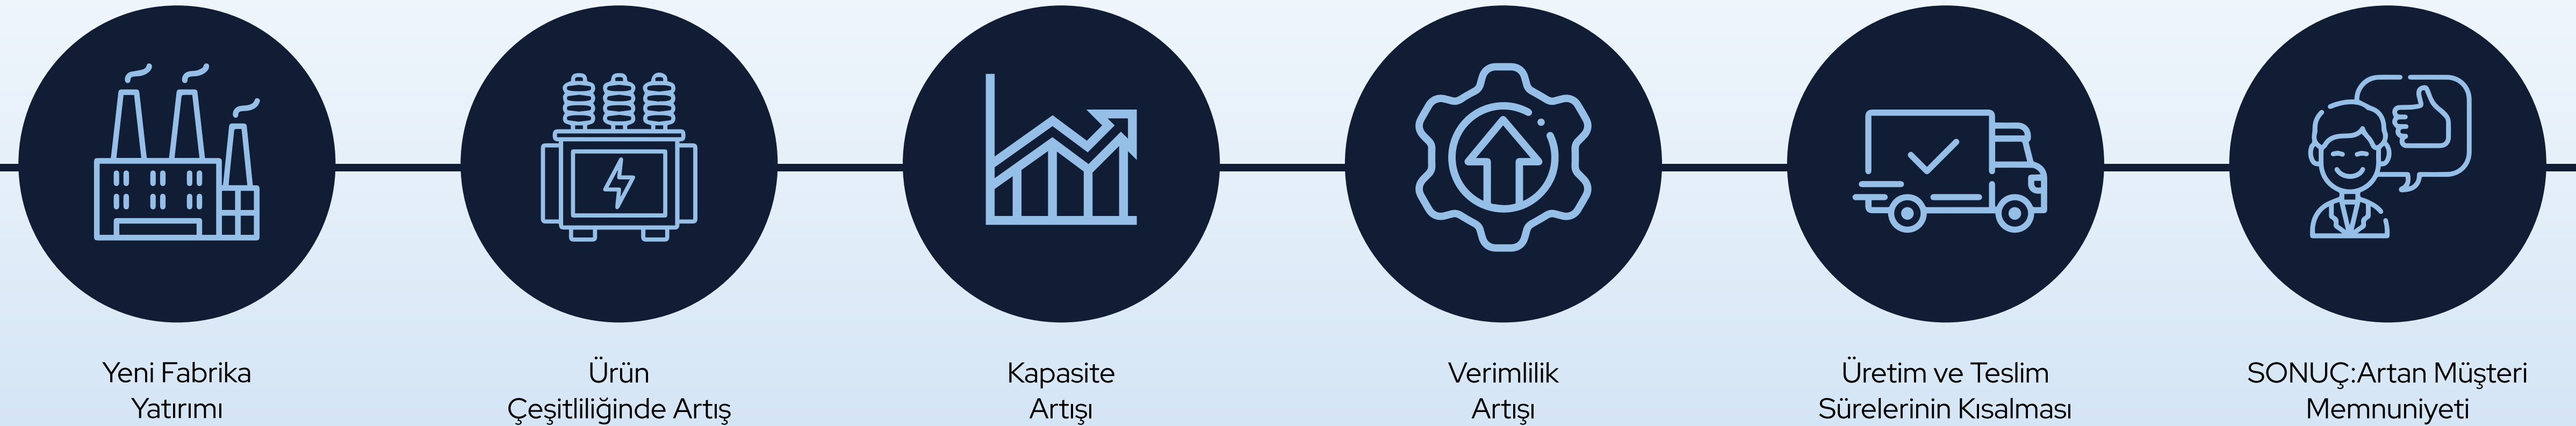 Yeni Fabrika
Yatırımı
Ürün
Çeşitliliğinde Artış
Kapasite
Artışı
Verimlilik
Artışı
Üretim ve Teslim
Sürelerinin Kısalması
SONUÇ:Artan Müşteri
Memnuniyeti